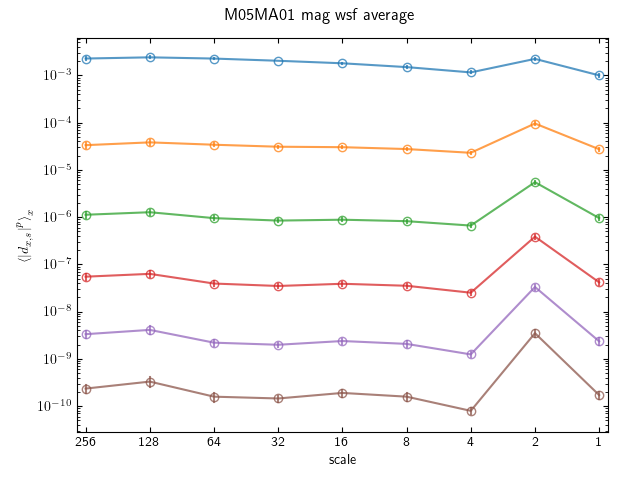 M05MA01 mag wsf average
10⁻³
10⁻⁴
10⁻⁵
10⁻⁶
10⁻⁷
10⁻⁸
10⁻⁹
10⁻¹⁰
⟨|d_{x,s}|^p⟩_x
256 128 64 32 16 8 4 2 1
scale